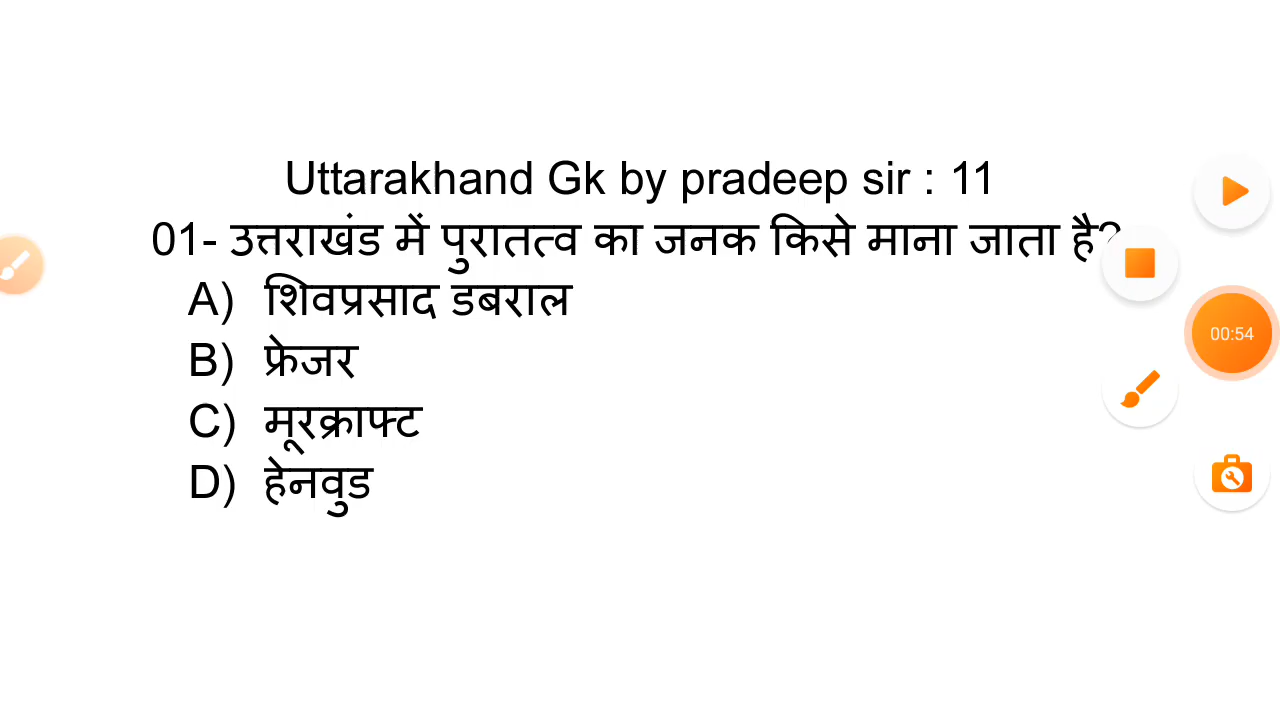 Uttarakhand Gk by pradeep sir : 11
01- उत्तराखंड में पुरातत्व का जनक किसे माना जाता है?
A) शिवप्रसाद डबराल
B) फ्रेजर
C) मूरक्राफ्ट
D) हेनवुड
00:54